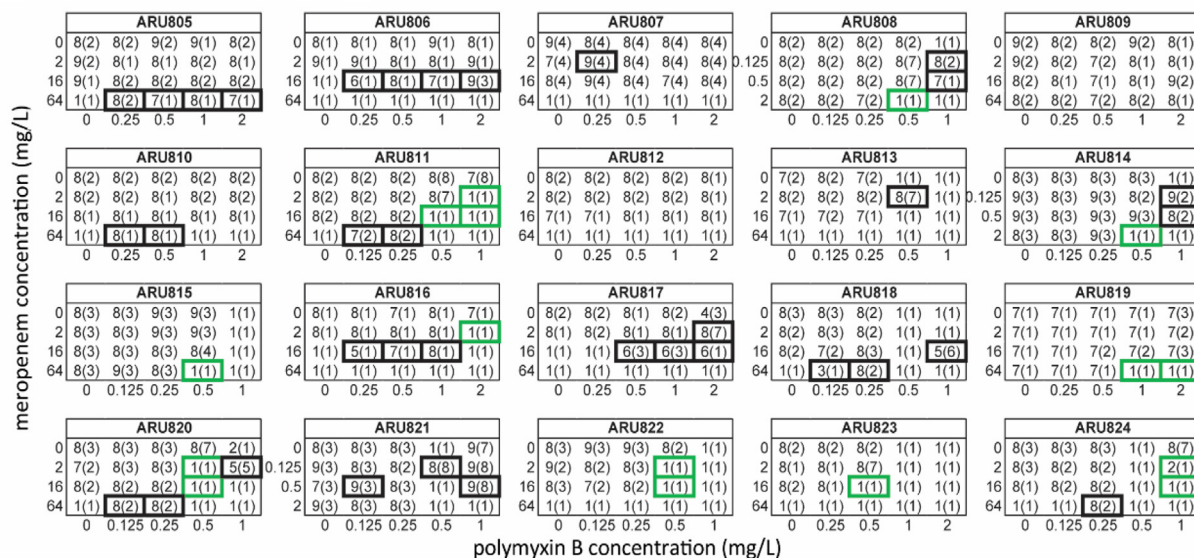 meropenem concentration (mg/L)
ARU805
0 8(2) 8(2) 9(2) 9(1) 8(2)
2 9(2) 8(1) 8(1) 8(2) 8(2)
16 9(1) 8(2) 8(2) 8(2) 8(2)
64 1(1) 8(2) 7(1) 8(1) 7(1)
0 0.25 0.5 1 2
ARU806
0 8(1) 8(1) 8(1) 9(1) 8(1)
2 9(1) 9(1) 8(1) 8(1) 9(1)
16 1(1) 6(1) 8(1) 7(1) 9(3)
64 1(1) 1(1) 1(1) 1(1) 1(1)
0 0.25 0.5 1 2
ARU807
0 9(4) 8(4) 8(4) 8(4) 8(4)
2 7(4) 9(4) 8(4) 8(4) 8(4)
16 8(4) 9(4) 8(4) 8(4) 8(4)
64 1(1) 1(1) 1(1) 1(1) 1(1)
0 0.25 0.5 1 2
ARU808
0 8(2) 8(2) 8(2) 8(2) 1(1)
0.125 8(2) 8(2) 8(2) 8(7) 8(2)
0.5 8(2) 8(2) 8(2) 8(7) 7(1)
2 8(2) 8(2) 7(2) 1(1) 1(1)
0 0.125 0.25 0.5 1
ARU809
0 9(2) 8(2) 8(2) 9(2) 8(1)
2 8(2) 8(2) 8(2) 8(2) 8(2)
16 8(2) 8(2) 7(1) 8(2) 8(2)
64 8(2) 8(2) 7(2) 8(2) 8(1)
0 0.25 0.5 1 2
ARU810
0 8(2) 8(2) 8(2) 8(2) 8(2)
2 8(2) 8(2) 8(2) 8(2) 8(2)
16 8(1) 8(1) 8(1) 8(1) 8(1)
64 1(1) 8(1) 8(1) 1(1) 1(1)
0 0.25 0.5 1 2
ARU811
0 8(2) 8(2) 8(2) 8(8) 7(8)
2 8(2) 8(2) 8(2) 8(7) 1(1)
16 8(2) 8(2) 8(2) 1(1) 1(1)
64 1(1) 7(2) 8(2) 1(1) 1(1)
0 0.125 0.25 0.5 1
ARU812
0 8(2) 8(2) 8(2) 8(2) 8(2)
2 8(2) 8(2) 8(2) 7(2) 8(2)
16 7(1) 7(1) 8(1) 8(1) 8(1)
64 1(1) 1(1) 1(1) 1(1) 1(1)
0 0.25 0.5 1 2
ARU813
0 7(2) 8(2) 7(2) 1(1) 1(1)
2 8(2) 8(2) 8(2) 8(7) 1(1)
16 7(1) 7(2) 7(2) 1(1) 1(1)
64 1(1) 1(1) 1(1) 1(1) 1(1)
0 0.125 0.25 0.5 1
ARU814
0 8(3) 8(3) 8(3) 8(3) 1(1)
0.125 9(3) 8(3) 9(3) 8(3) 9(2)
0.5 9(3) 8(3) 9(3) 9(3) 8(2)
2 8(3) 8(3) 9(3) 1(1) 1(1)
0 0.125 0.25 0.5 1
ARU815
0 8(3) 8(3) 9(3) 9(3) 1(1)
2 8(3) 8(3) 9(3) 9(3) 1(1)
16 8(3) 8(3) 8(3) 8(4) 1(1)
64 8(3) 9(3) 8(3) 1(1) 1(1)
0 0.125 0.25 0.5 1
ARU816
0 8(1) 8(1) 7(1) 8(1) 7(1)
2 8(1) 8(1) 8(1) 8(1) 1(1)
16 1(1) 5(1) 7(1) 8(1) 1(1)
64 1(1) 1(1) 1(1) 1(1) 1(1)
0 0.25 0.5 1 2
ARU817
0 8(2) 8(2) 8(1) 8(2) 4(3)
2 8(1) 8(2) 8(1) 8(1) 8(7)
16 1(1) 1(1) 6(3) 6(3) 6(1)
64 1(1) 1(1) 1(1) 1(1) 1(1)
0 0.25 0.5 1 2
ARU818
0 8(2) 8(3) 8(3) 1(1) 1(1)
2 8(2) 8(3) 8(2) 1(1) 1(1)
16 8(2) 7(2) 8(3) 1(1) 5(6)
64 1(1) 3(1) 8(2) 1(1) 1(1)
0 0.125 0.25 0.5 1
ARU819
0 7(1) 7(1) 7(1) 7(1) 7(3)
2 7(1) 7(1) 7(1) 7(1) 7(2)
16 7(1) 7(1) 7(1) 7(2) 7(3)
64 7(1) 7(1) 7(1) 1(1) 1(1)
0 0.25 0.5 1 2
ARU820
0 8(3) 8(3) 8(3) 8(7) 2(1)
2 7(2) 8(3) 8(3) 1(1) 5(5)
16 8(2) 8(2) 8(2) 1(1) 1(1)
64 1(1) 8(2) 8(2) 1(1) 1(1)
0 0.125 0.25 0.5 1
ARU821
0 8(3) 8(3) 8(3) 1(1) 9(7)
0.125 9(3) 8(3) 8(2) 8(8) 9(8)
0.5 7(3) 9(3) 8(3) 1(1) 9(8)
2 9(3) 8(3) 8(3) 1(1) 1(1)
0 0.125 0.25 0.5 1
ARU822
0 8(3) 9(3) 9(3) 8(2) 1(1)
2 9(2) 8(2) 8(2) 1(1) 1(1)
16 8(3) 7(2) 8(2) 1(1) 1(1)
64 1(1) 1(1) 1(1) 1(1) 1(1)
0 0.125 0.25 0.5 1
ARU823
0 8(2) 8(2) 8(2) 1(1) 1(1)
2 8(1) 8(1) 8(7) 1(1) 1(1)
16 8(2) 8(1) 1(1) 1(1) 1(1)
64 1(1) 1(1) 1(1) 1(1) 1(1)
0 0.25 0.5 1 2
ARU824
0 8(3) 8(3) 8(3) 1(1) 8(7)
2 8(3) 8(2) 8(2) 1(1) 2(1)
16 8(1) 8(2) 8(2) 1(1) 1(1)
64 1(1) 1(1) 8(2) 1(1) 1(1)
0 0.125 0.25 0.5 1
polymyxin B concentration (mg/L)